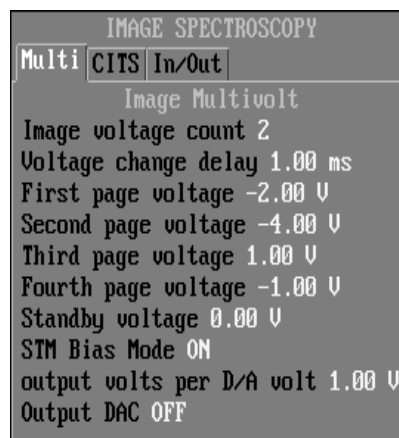 IMAGE SPECTROSCOPY
Multi CITS In/Out
Image Multivolt
Image voltage count 2
Voltage change delay 1.00 ms
First page voltage -2.00 V
Second page voltage -4.00 V
Third page voltage 1.00 V
Fourth page voltage -1.00 V
Standby voltage 0.00 V
STM Bias Mode ON
output volts per D/A volt 1.00 V
Output DAC OFF